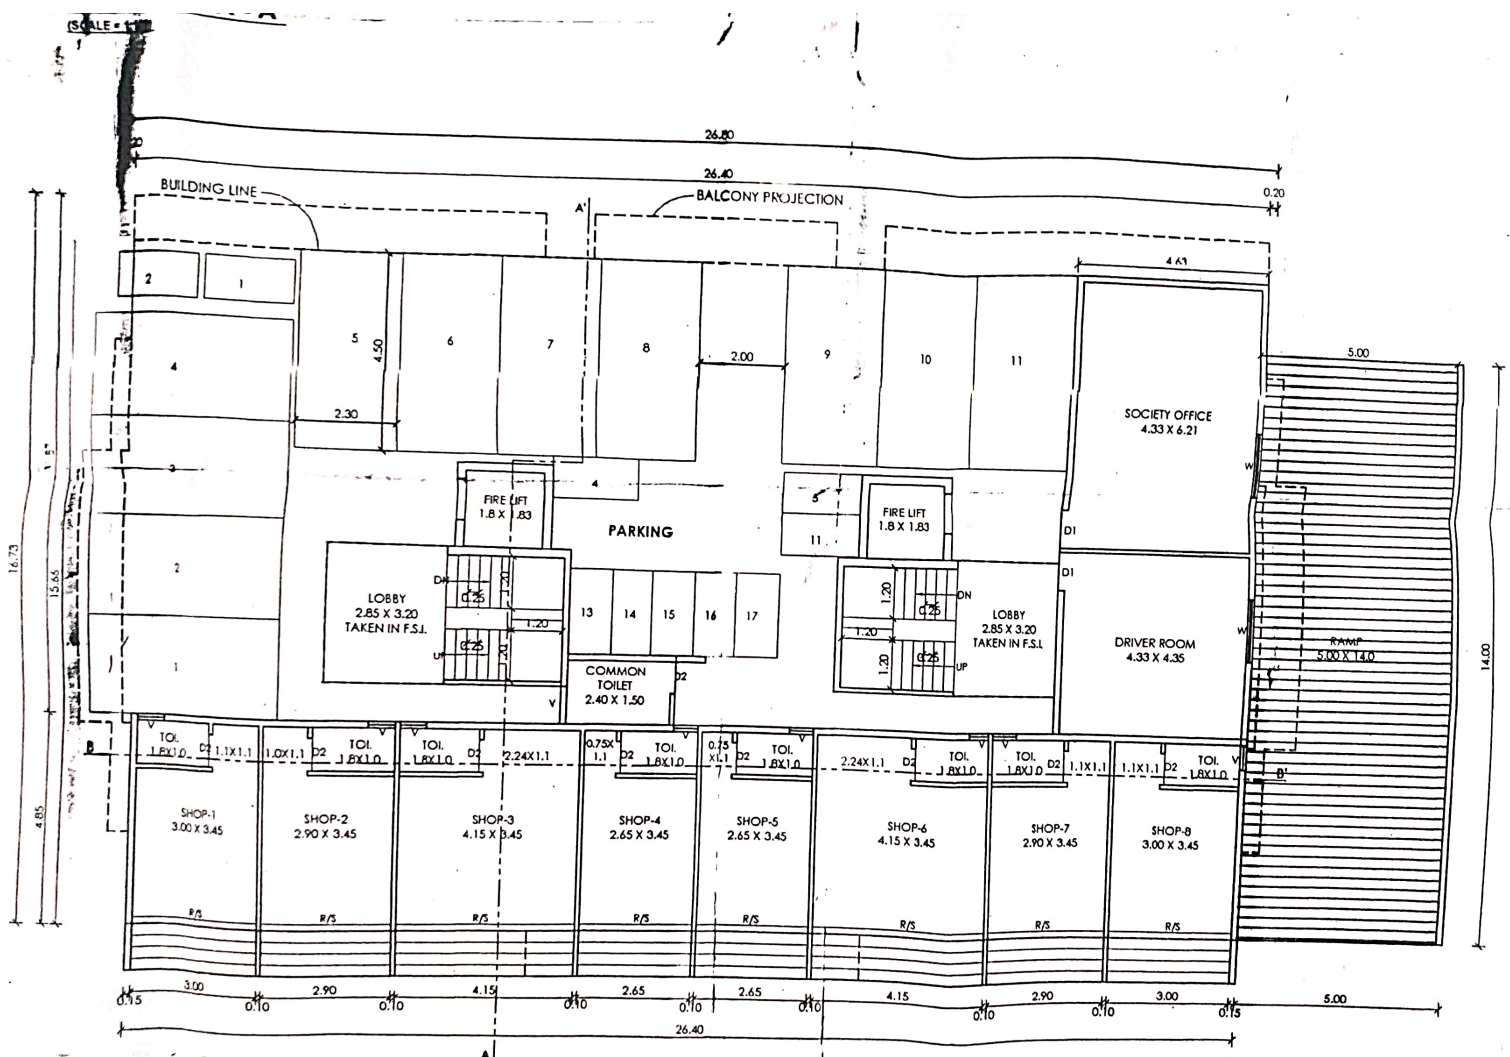 (SCALE =
26.80
26.40
0.20
BUILDING LINE
A'
BALCONY PROJECTION
4.63
2
1
5
4.50
6
7
8
2.00
9
10
11
5.00
4
2.30
SOCIETY OFFICE
4.33 X 6.21
3
W
FIRE LIFT
1.8 X 1.83
4
5
FIRE LIFT
1.8 X 1.83
PARKING
11
D1
16.73
15.66
2
LOBBY
2.85 X 3.20
TAKEN IN F.S.I.
DN
0.25
1.20
1.20
0.25
UP
1.20
13
14
15
16
17
1.20
0.25
DN
1.20
0.25
UP
1.20
LOBBY
2.85 X 3.20
TAKEN IN F.S.I.
D1
DRIVER ROOM
4.33 X 4.35
W
RAMP
5.00 X 14.0
14.00
1
COMMON
TOILET
2.40 X 1.50
D2
V
B
V
TOI.
1.8X1.0
D2
1.1X1.1
1.0X1.1
D2
TOI.
1.8X1.0
V
V
TOI.
1.8X1.0
D2
2.24X1.1
0.75X
1.1
D2
TOI.
1.8X1.0
V
0.75
X1.1
D2
TOI.
1.8X1.0
V
2.24X1.1
D2
TOI.
1.8X1.0
V
V
TOI.
1.8X1.0
D2
1.1X1.1
1.1X1.1
D2
TOI.
1.8X1.0
V
B'
4.85
SHOP-1
3.00 X 3.45
SHOP-2
2.90 X 3.45
SHOP-3
4.15 X 3.45
SHOP-4
2.65 X 3.45
SHOP-5
2.65 X 3.45
SHOP-6
4.15 X 3.45
SHOP-7
2.90 X 3.45
SHOP-8
3.00 X 3.45
R/S
R/S
R/S
R/S
R/S
R/S
R/S
R/S
0.15
3.00
0.10
2.90
0.10
4.15
0.10
2.65
0.10
2.65
0.10
4.15
0.10
2.90
0.10
3.00
0.15
5.00
26.40
A